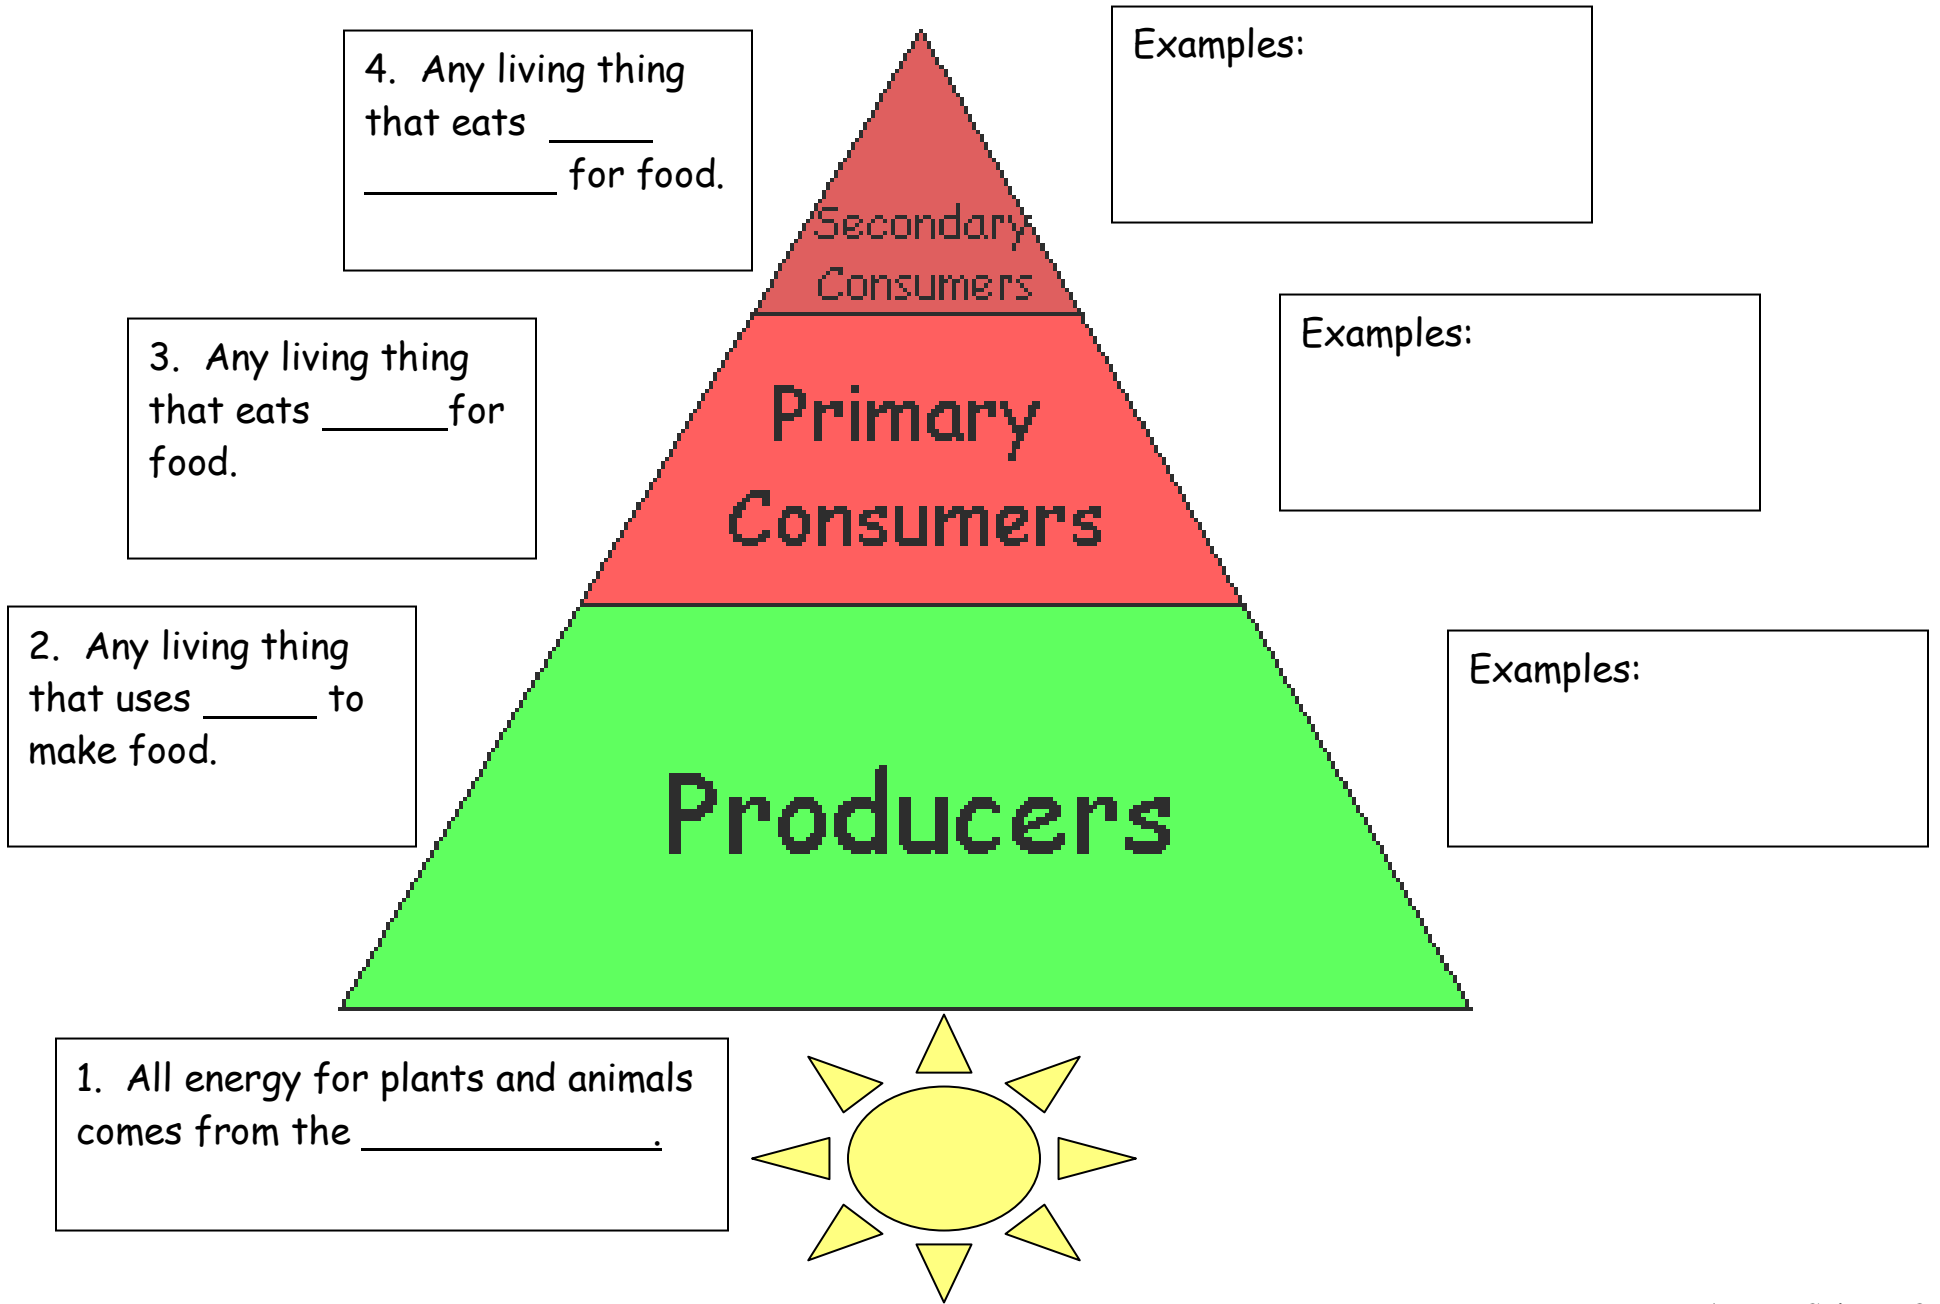 4. Any living thing
that eats _____
_________ for food.
Examples:
Secondary
Consumers
3. Any living thing
that eats ______for
food.
Examples:
Primary
Consumers
2. Any living thing
that uses _____ to
make food.
Examples:
Producers
1. All energy for plants and animals
comes from the ______________.